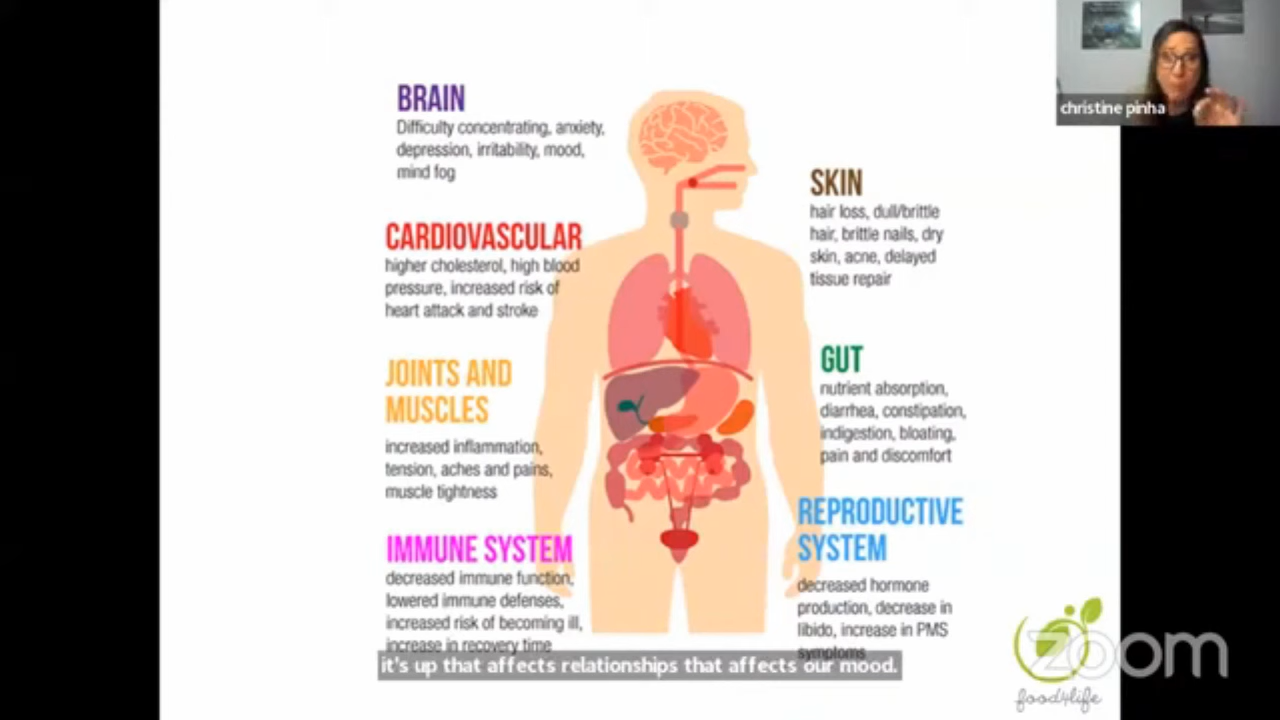 christine pinha
BRAIN
Difficulty concentrating, anxiety,
depression, irritability, mood,
mind fog
CARDIOVASCULAR
higher cholesterol, high blood
pressure, increased risk of
heart attack and stroke
JOINTS AND
MUSCLES
increased inflammation,
tension, aches and pains,
muscle tightness
IMMUNE SYSTEM
decreased immune function,
lowered immune defenses,
increased risk of becoming ill,
increase in recovery time
SKIN
hair loss, dull/brittle
hair, brittle nails, dry
skin, acne, delayed
tissue repair
GUT
nutrient absorption,
diarrhea, constipation,
indigestion, bloating,
pain and discomfort
REPRODUCTIVE
SYSTEM
decreased hormone
production, decrease in
libido, increase in PMS
symptoms
it's up that affects relationships that affects our mood.
zoom
food4life